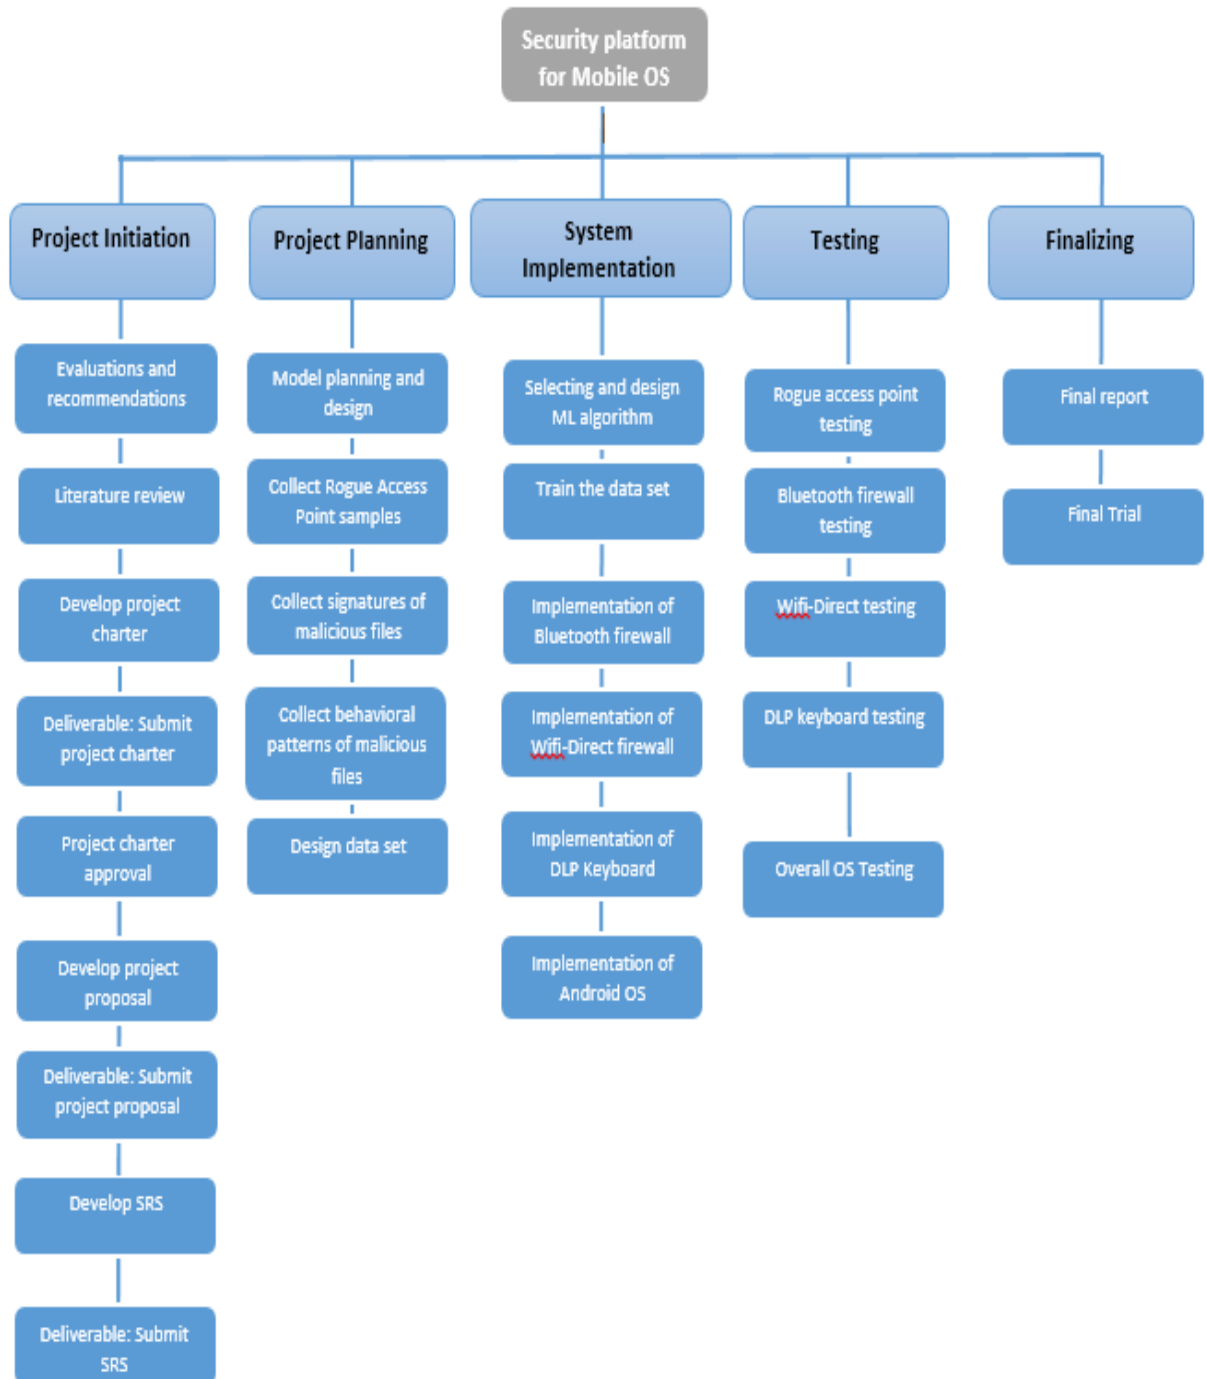 Security platform
for Mobile OS
Project Initiation
Evaluations and
recommendations
Literature review
Develop project
charter
Deliverable: Submit
project charter
Project charter
approval
Develop project
proposal
Deliverable: Submit
project proposal
Develop SRS
Deliverable: Submit
SRS
Project Planning
Model planning and
design
Collect Rogue Access
Point samples
Collect signatures of
malicious files
Collect behavioral
patterns of malicious
files
Design data set
System
Implementation
Selecting and design
ML algorithm
Train the data set
Implementation of
Bluetooth firewall
Implementation of
Wifi-Direct firewall
Implementation of
DLP Keyboard
Implementation of
Android OS
Testing
Rogue access point
testing
Bluetooth firewall
testing
Wifi-Direct testing
DLP keyboard testing
Overall OS Testing
Finalizing
Final report
Final Trial